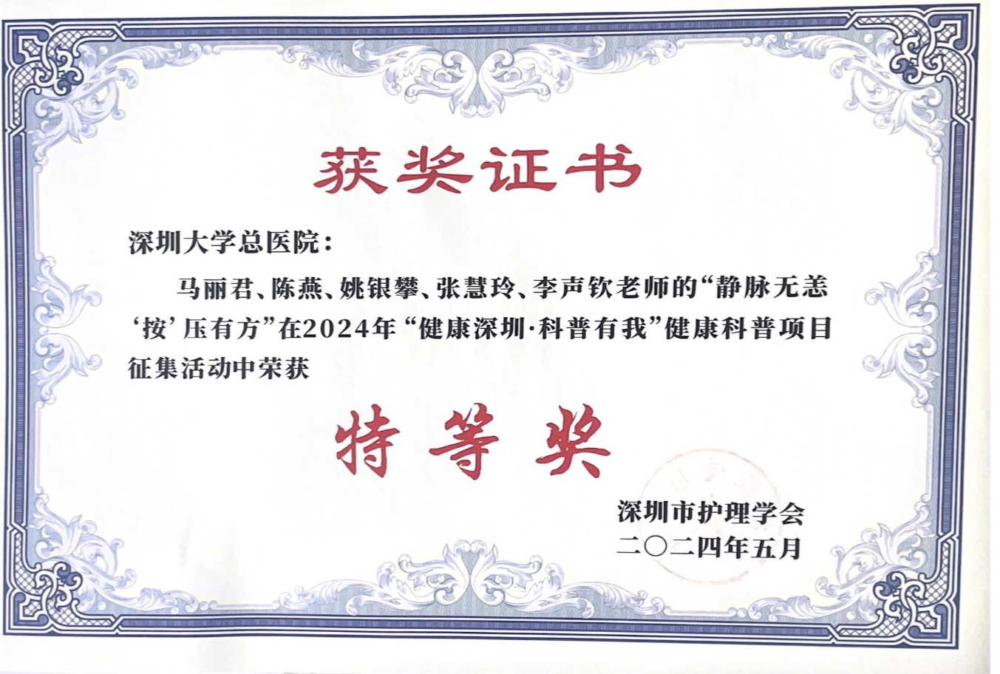 获奖证书
深圳大学总医院：
马丽君、陈燕、姚银攀、张慧玲、李声钦老师的“静脉无恙
‘按’压有方”在2024年“健康深圳·科普有我”健康科普项目
征集活动中荣获
特等奖
深圳市护理学会
二〇二四年五月